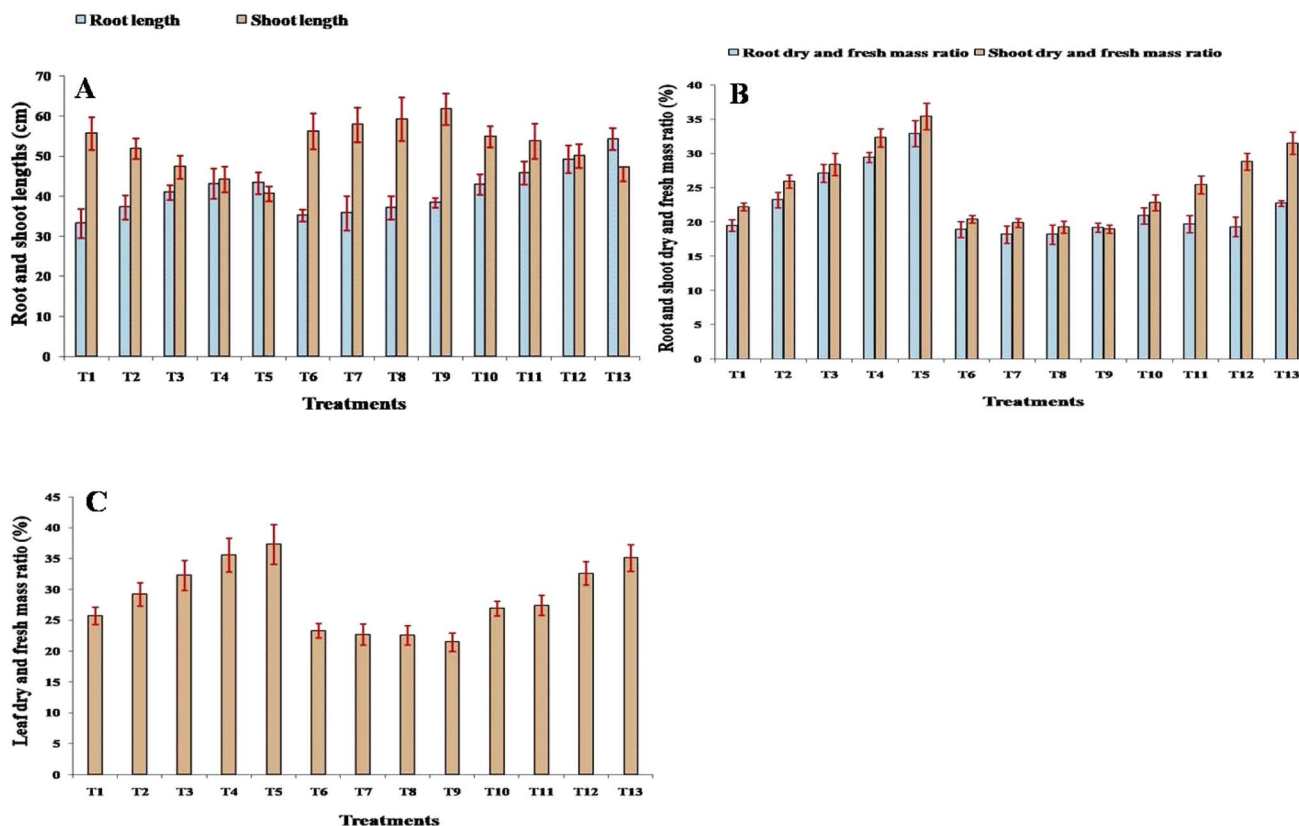 Root length Shoot length
A
Root and shoot lengths (cm)
70
60
50
40
30
20
10
0
T1 T2 T3 T4 T5 T6 T7 T8 T9 T10 T11 T12 T13
Treatments
Root dry and fresh mass ratio Shoot dry and fresh mass ratio
B
Root and shoot dry and fresh mass ratio (%)
40
35
30
25
20
15
10
5
0
T1 T2 T3 T4 T5 T6 T7 T8 T9 T10 T11 T12 T13
Treatments
C
Leaf dry and fresh mass ratio (%)
45
40
35
30
25
20
15
10
5
0
T1 T2 T3 T4 T5 T6 T7 T8 T9 T10 T11 T12 T13
Treatments